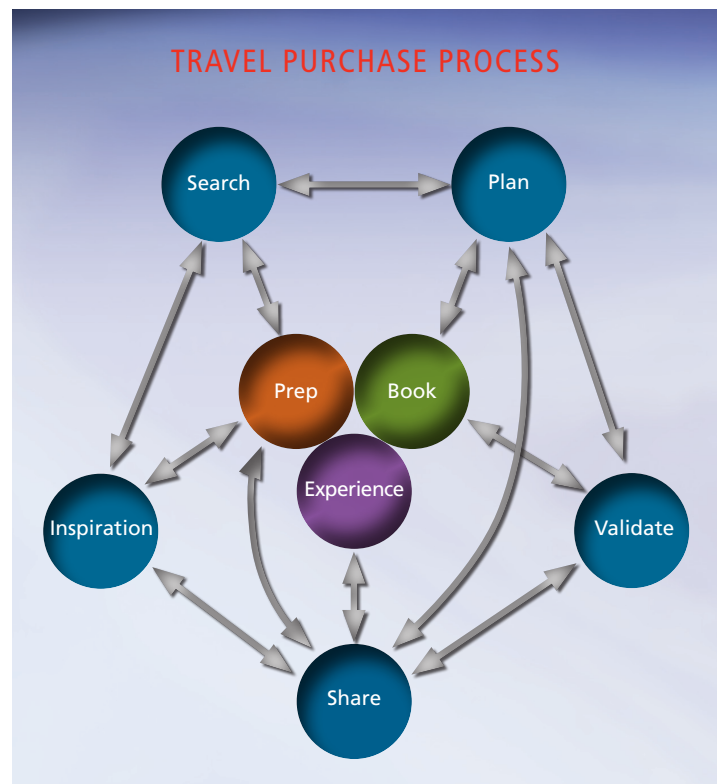 TRAVEL PURCHASE PROCESS
Search
Plan
Prep
Book
Experience
Inspiration
Validate
Share